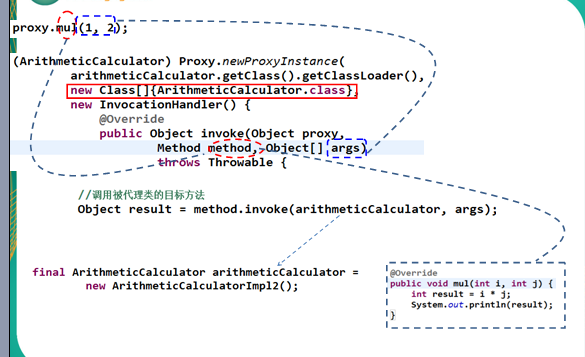 proxy.mul(1, 2);
(ArithmeticCalculator) Proxy.newProxyInstance(
arithmeticCalculator.getClass().getClassLoader(),
new Class[]{ArithmeticCalculator.class},
new InvocationHandler() {
@Override
public Object invoke(Object proxy,
Method method, Object[] args)
throws Throwable {
//调用被代理类的目标方法
Object result = method.invoke(arithmeticCalculator, args);
final ArithmeticCalculator arithmeticCalculator =
new ArithmeticCalculatorImpl2();
@Override
public void mul(int i, int j) {
int result = i * j;
System.out.println(result);
}